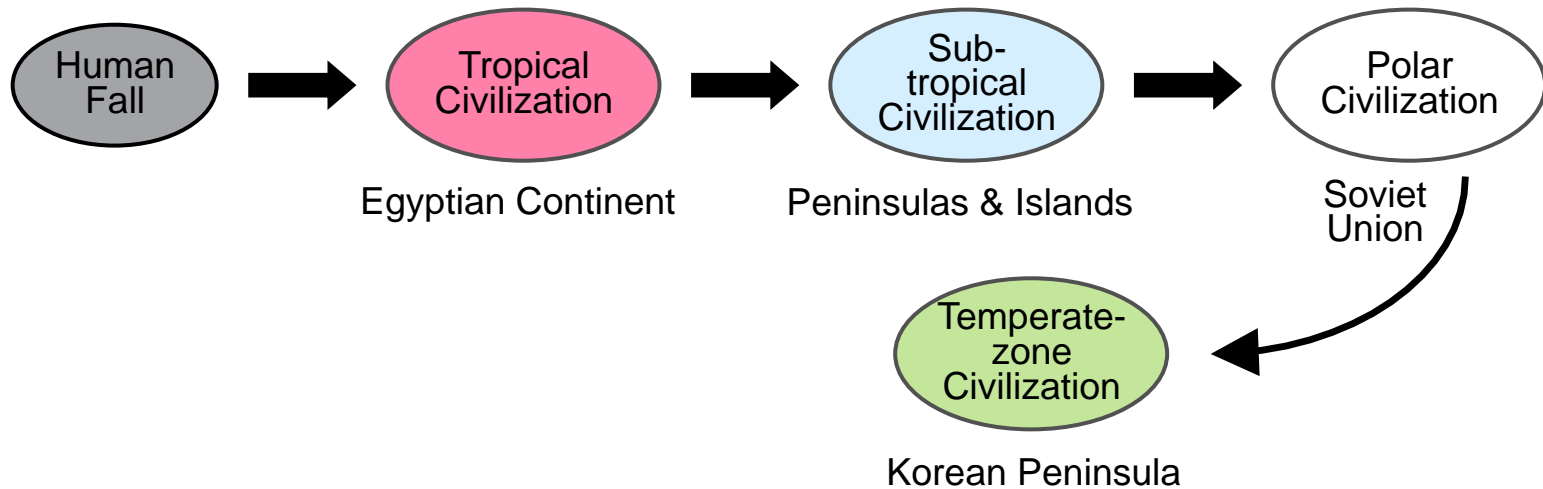 Human
Fall
Tropical
Civilization
Sub-
tropical
Civilization
Polar
Civilization
Egyptian Continent
Peninsulas & Islands
Soviet
Union
Temperate-
zone
Civilization
Korean Peninsula